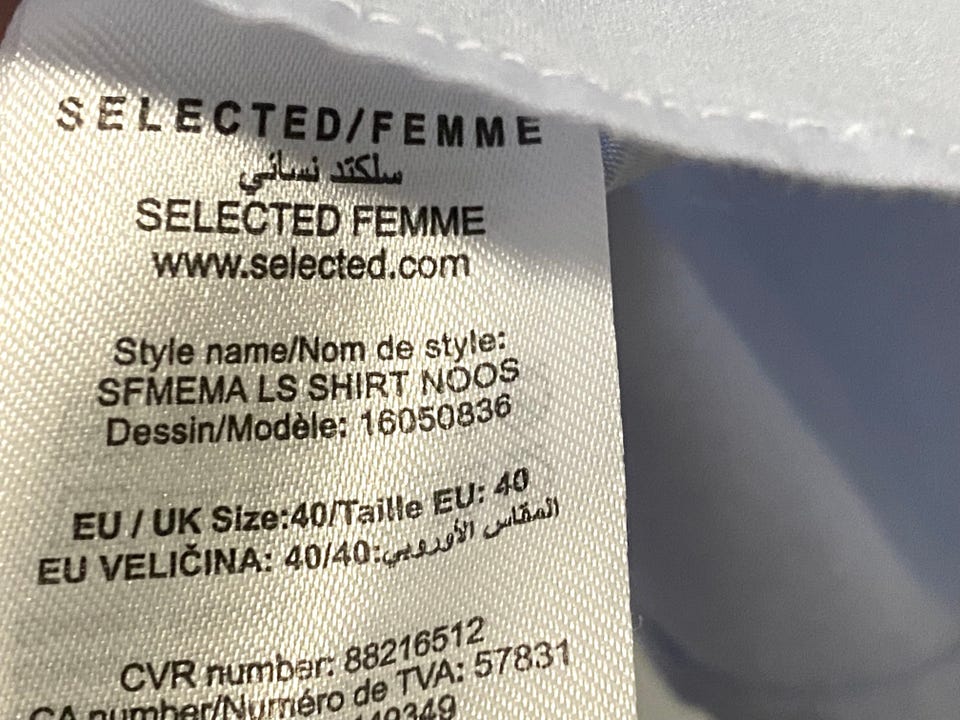 SELECTED/FEMME
سلكتد نسائي
SELECTED FEMME
www.selected.com
Style name/Nom de style:
SFMEMA LS SHIRT NOOS
Dessin/Modèle: 16050836
EU / UK Size:40/Taille EU: 40
EU VELIČINA: 40/40:المقاس الأوروبي
CVR number: 88216512
CA number/Numéro de TVA: 57831